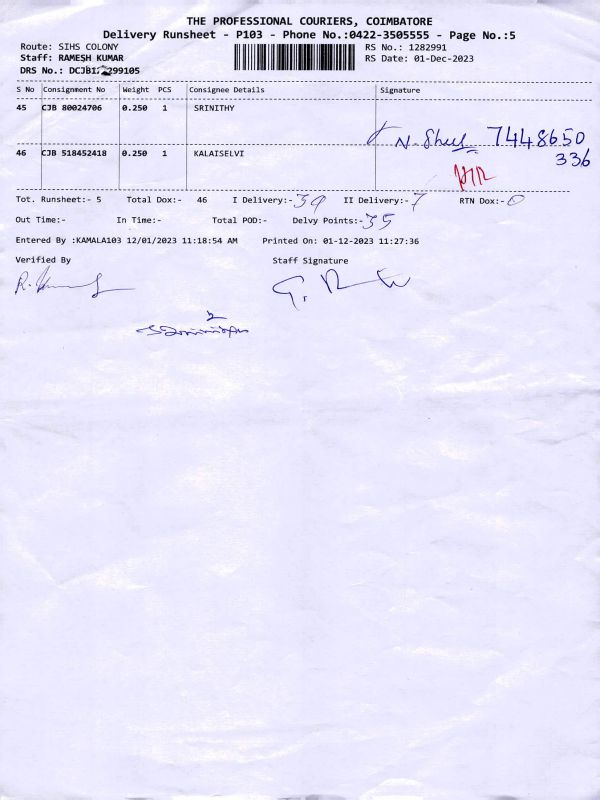 THE PROFESSIONAL COURIERS, COIMBATORE
Delivery Runsheet - P103 - Phone No.:0422-3505555 - Page No.:5
Route: SIHS COLONY
RS No.: 1282991
Staff: RAMESH KUMAR
RS Date: 01-Dec-2023
DRS No.: DCJB12299105
S No Consignment No Weight PCS Consignee Details Signature
45 CJB 80024706 0.250 1 SRINITHY
7448650
336
46 CJB 518452418 0.250 1 KALAISELVI
Tot. Runsheet:- 5 Total Dox:- 46 I Delivery:- 39 II Delivery:- 7 RTN Dox:- 0
Out Time:- In Time:- Total POD:- Delvy Points:- 35
Entered By :KAMALA103 12/01/2023 11:18:54 AM Printed On: 01-12-2023 11:27:36
Verified By Staff Signature